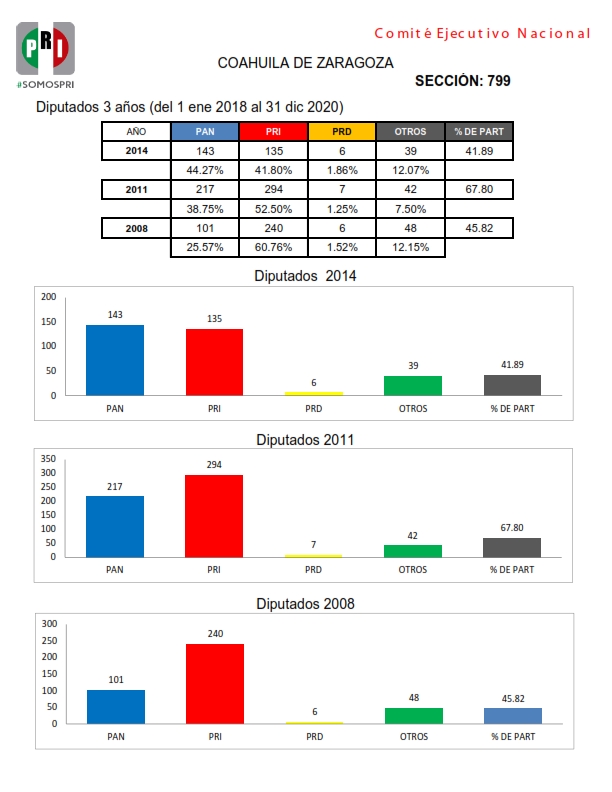 Comité Ejecutivo Nacional
PRI
#SOMOSPRI
COAHUILA DE ZARAGOZA
SECCIÓN: 799
Diputados 3 años (del 1 ene 2018 al 31 dic 2020)
AÑO PAN PRI PRD OTROS % DE PART
2014 143 135 6 39 41.89
44.27% 41.80% 1.86% 12.07%
2011 217 294 7 42 67.80
38.75% 52.50% 1.25% 7.50%
2008 101 240 6 48 45.82
25.57% 60.76% 1.52% 12.15%
Diputados 2014
200
150
100
50
0
143 135 6 39 41.89
PAN PRI PRD OTROS % DE PART
Diputados 2011
350
300
250
200
150
100
50
0
217 294 7 42 67.80
PAN PRI PRD OTROS % DE PART
Diputados 2008
300
250
200
150
100
50
0
101 240 6 48 45.82
PAN PRI PRD OTROS % DE PART